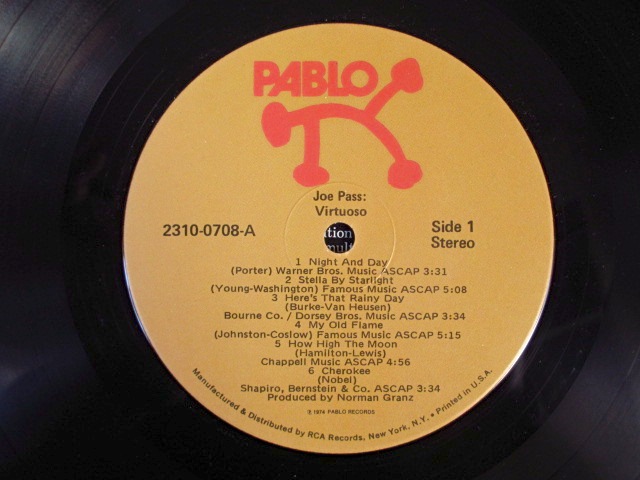 PABLO
Joe Pass:
Virtuoso
2310-0708-A
Side 1
Stereo
1 Night And Day
(Porter) Warner Bros. Music ASCAP 3:31
2 Stella By Starlight
(Young-Washington) Famous Music ASCAP 5:08
3 Here's That Rainy Day
(Burke-Van Heusen)
Bourne Co. / Dorsey Bros. Music ASCAP 3:34
4 My Old Flame
(Johnston-Coslow) Famous Music ASCAP 5:15
5 How High The Moon
(Hamilton-Lewis)
Chappell Music ASCAP 4:56
6 Cherokee
(Nobel)
Shapiro, Bernstein & Co. ASCAP 3:34
Produced by Norman Granz
℗ 1974 PABLO RECORDS
Manufactured & Distributed by RCA Records, New York, N.Y. • Printed in U.S.A.